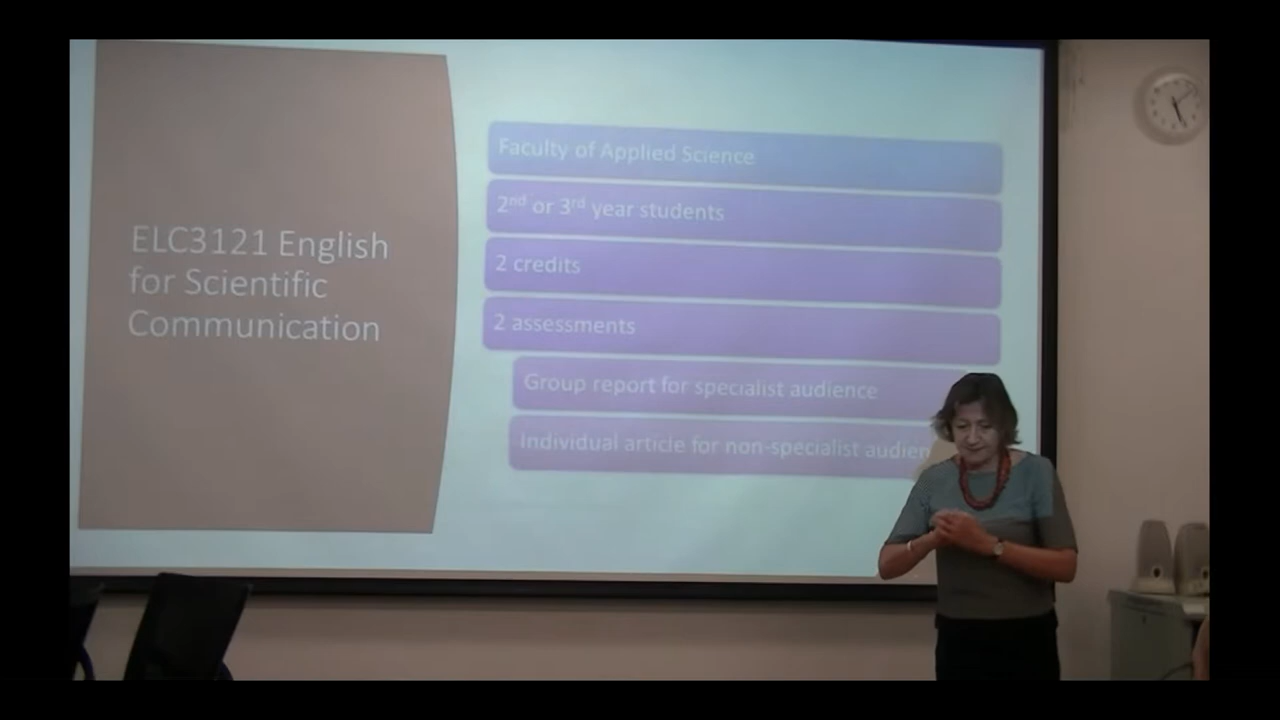 ELC3121 English
for Scientific
Communication
Faculty of Applied Science
2nd or 3rd year students
2 credits
2 assessments
Group report for specialist audience
Individual article for non-specialist